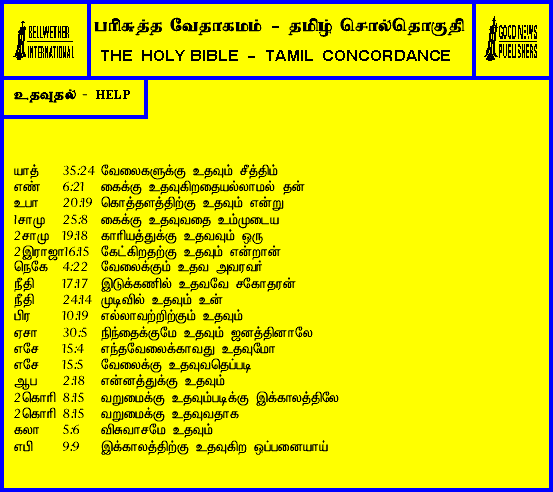 BELLWETHER
INTERNATIONAL
பரிசுத்த வேதாகமம் - தமிழ் சொல்தொகுதி
THE HOLY BIBLE - TAMIL CONCORDANCE
GOOD NEWS
PUBLISHERS
உதவுதல் - HELP
யாத் 35:24 வேலைகளுக்கு உதவும் சீத்திம்
எண் 6:21 கைக்கு உதவுகிறதையல்லாமல் தன்
உபா 20:19 கொத்தளத்திற்கு உதவும் என்று
1சாமு 25:8 கைக்கு உதவுவதை உம்முடைய
2சாமு 19:18 காரியத்துக்கு உதவவும் ஒரு
2இராஜா16:15 கேட்கிறதற்கு உதவும் என்றான்
நெகே 4:22 வேலைக்கும் உதவ அவரவர்
நீதி 17:17 இடுக்கணில் உதவவே சகோதரன்
நீதி 24:14 முடிவில் உதவும் உன்
பிர 10:19 எல்லாவற்றிற்கும் உதவும்
ஏசா 30:5 நிந்தைக்குமே உதவும் ஜனத்தினாலே
எசே 15:4 எந்தவேலைக்காவது உதவுமோ
எசே 15:5 வேலைக்கு உதவுவதெப்படி
ஆப 2:18 என்னத்துக்கு உதவும்
2கொரி 8:15 வறுமைக்கு உதவும்படிக்கு இக்காலத்திலே
2கொரி 8:15 வறுமைக்கு உதவுவதாக
கலா 5:6 விசுவாசமே உதவும்
எபி 9:9 இக்காலத்திற்கு உதவுகிற ஒப்பனையாய்